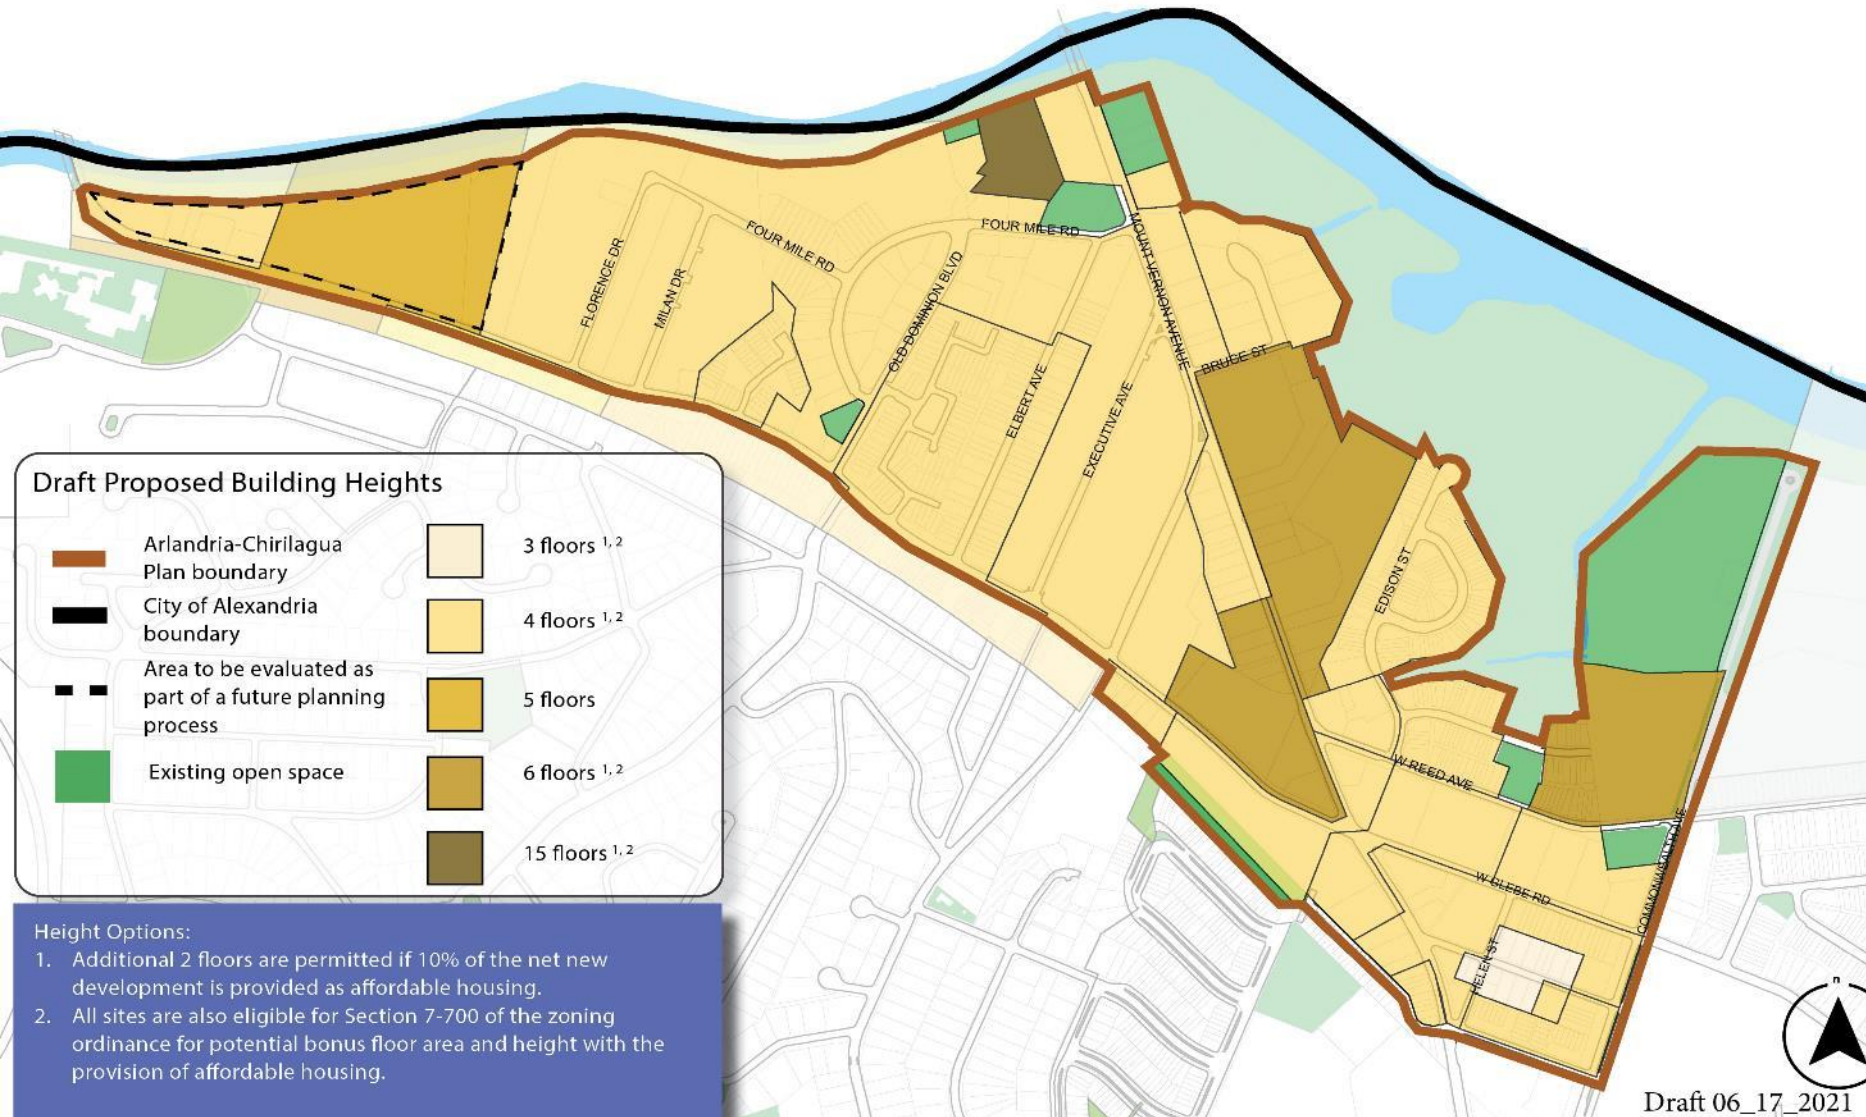 FOUR MILE RD
FOUR MILE RD
FLORENCE DR
MILAN DR
OLD DOMINION BLVD
MOUNT VERNON AVENUE
BRUCE ST
ELBERT AVE
EXECUTIVE AVE
EDISON ST
W REED AVE
W GLEBE RD
HELEN ST
COMMONWEALTH AVE
Draft Proposed Building Heights
Arlandria-Chirilagua
Plan boundary
City of Alexandria
boundary
Area to be evaluated as
part of a future planning
process
Existing open space
3 floors 1, 2
4 floors 1, 2
5 floors
6 floors 1, 2
15 floors 1, 2
Height Options:
1. Additional 2 floors are permitted if 10% of the net new
development is provided as affordable housing.
2. All sites are also eligible for Section 7-700 of the zoning
ordinance for potential bonus floor area and height with the
provision of affordable housing.
n
Draft 06_17_2021